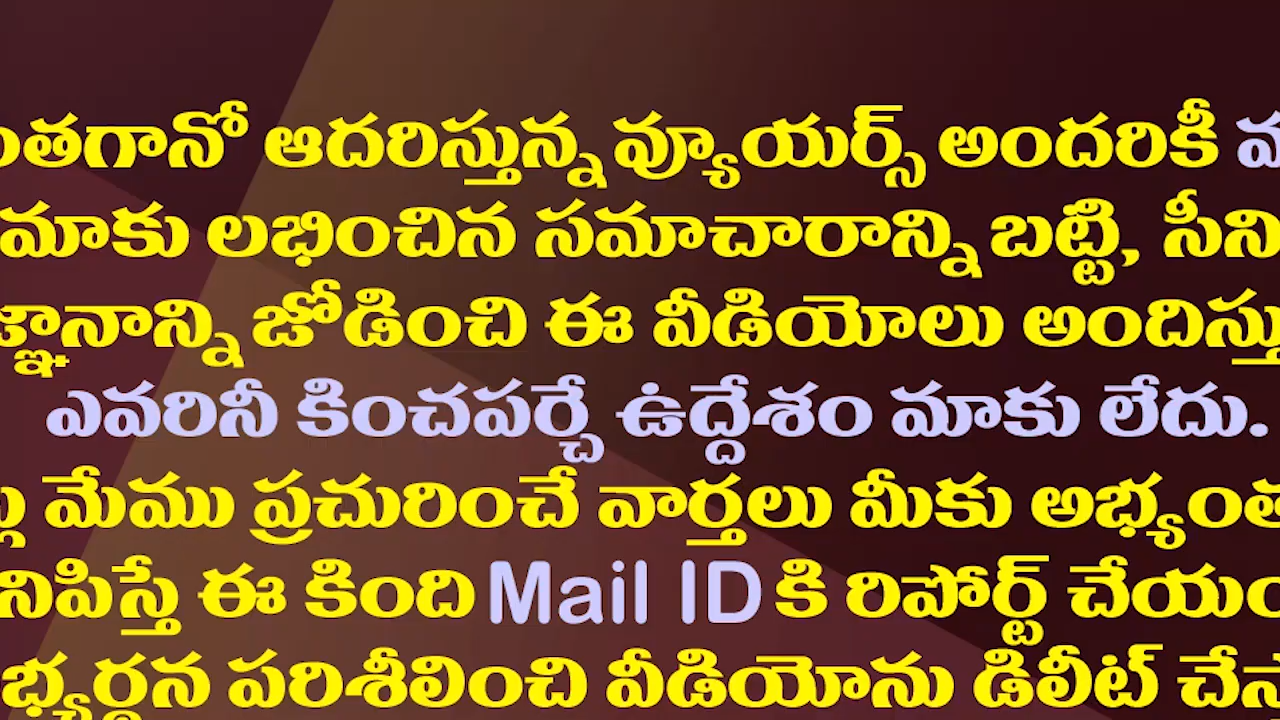 ఆదరిస్తున్న వ్యూయర్స్ అందరికీ
మాకు లభించిన సమాచారాన్ని బట్టి,
జోడించి ఈ వీడియోలు
ఎవరినీ కించపర్చే ఉద్దేశం మాకు లేదు.
మేము ప్రచురించే వార్తలు మీకు
ఈ కింది Mail ID కి రిపోర్ట్
పరిశీలించి వీడియోను డిలీట్